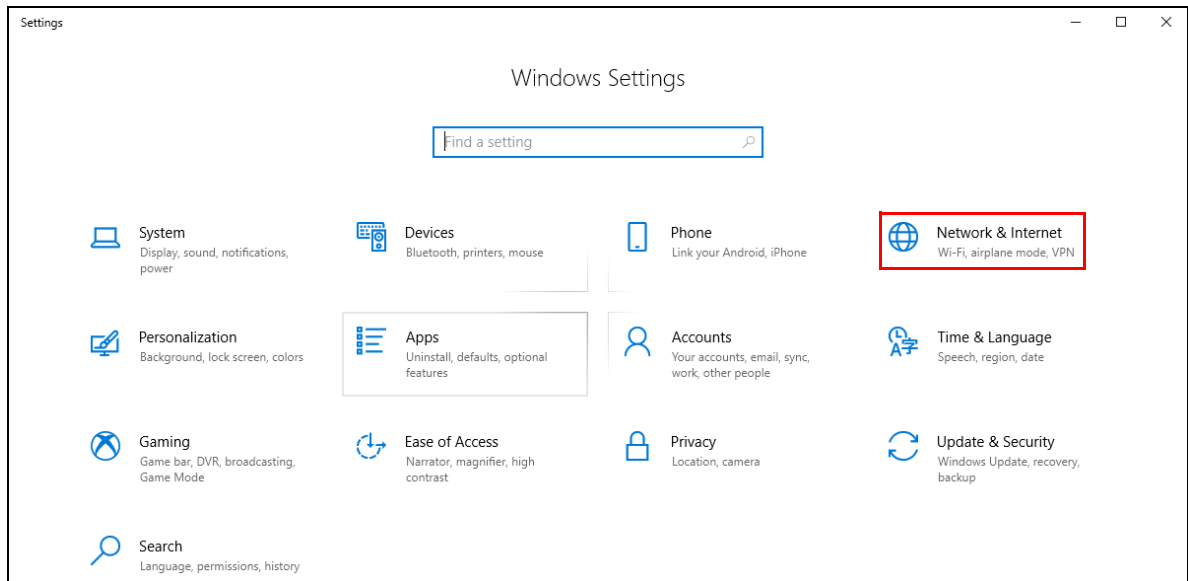 Settings
Windows Settings
Find a setting
System
Display, sound, notifications,
power
Devices
Bluetooth, printers, mouse
Phone
Link your Android, iPhone
Network & Internet
Wi-Fi, airplane mode, VPN
Personalization
Background, lock screen, colors
Apps
Uninstall, defaults, optional
features
Accounts
Your accounts, email, sync,
work, other people
Time & Language
Speech, region, date
Gaming
Game bar, DVR, broadcasting,
Game Mode
Ease of Access
Narrator, magnifier, high
contrast
Privacy
Location, camera
Update & Security
Windows Update, recovery,
backup
Search
Language, permissions, history